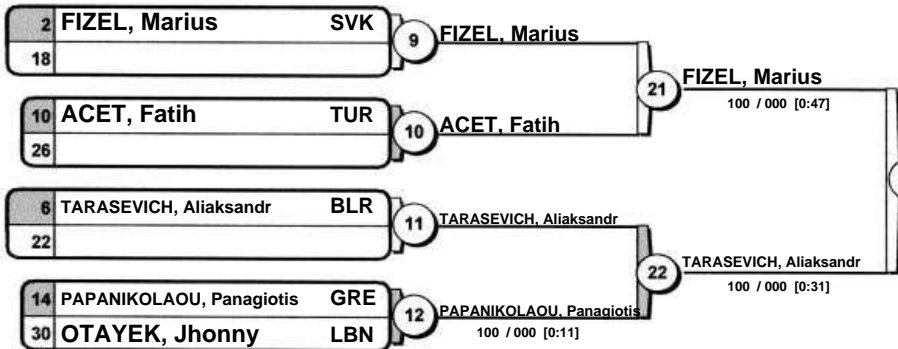 2 FIZEL, Marius SVK
18
9
FIZEL, Marius
10 ACET, Fatih TUR
26
10
ACET, Fatih
21
FIZEL, Marius
100 / 000 [0:47]
6 TARASEVICH, Aliaksandr BLR
22
11
TARASEVICH, Aliaksandr
14 PAPANIKOLAOU, Panagiotis GRE
30 OTAYEK, Jhonny LBN
12
PAPANIKOLAOU, Panagiotis
100 / 000 [0:11]
22
TARASEVICH, Aliaksandr
100 / 000 [0:31]